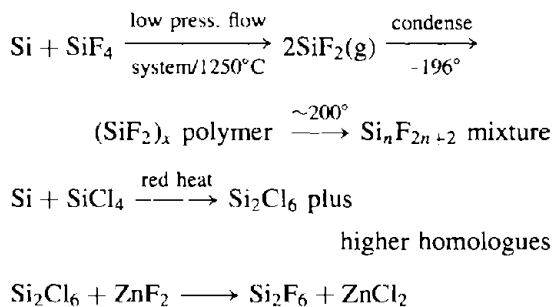 Si + SiF₄ low press. flow system/1250°C ⟶ 2SiF₂(g) condense -196° ⟶
(SiF₂)ₓ polymer ~200° ⟶ SiₙF₂ₙ₊₂ mixture
Si + SiCl₄ red heat ⟶ Si₂Cl₆ plus
higher homologues
Si₂Cl₆ + ZnF₂ ⟶ Si₂F₆ + ZnCl₂